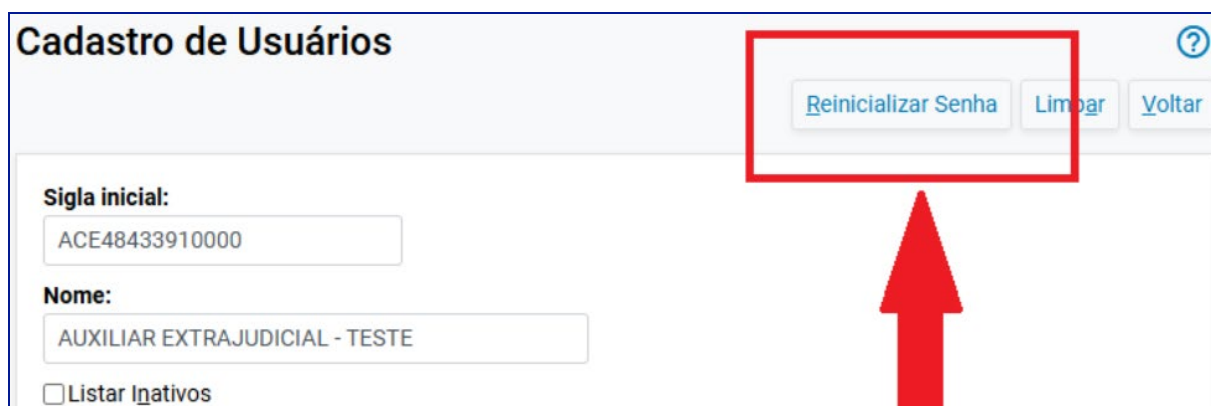 Cadastro de Usuários
?
Reinicializar Senha Limpar Voltar
Sigla inicial:
ACE48433910000
Nome:
AUXILIAR EXTRAJUDICIAL - TESTE
Listar Inativos